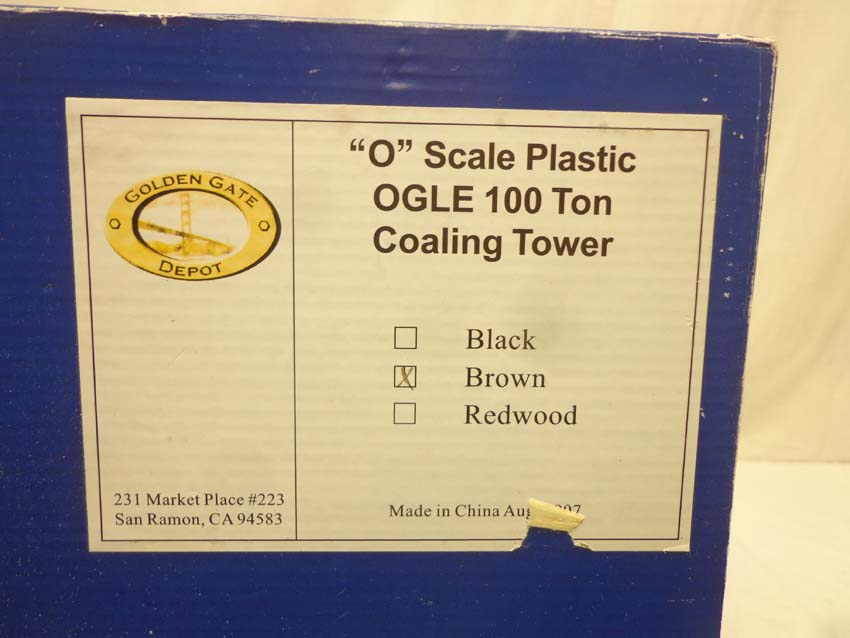 GOLDEN GATE
DEPOT
“O” Scale Plastic
OGLE 100 Ton
Coaling Tower
Black
Brown
Redwood
231 Market Place #223
San Ramon, CA 94583
Made in China